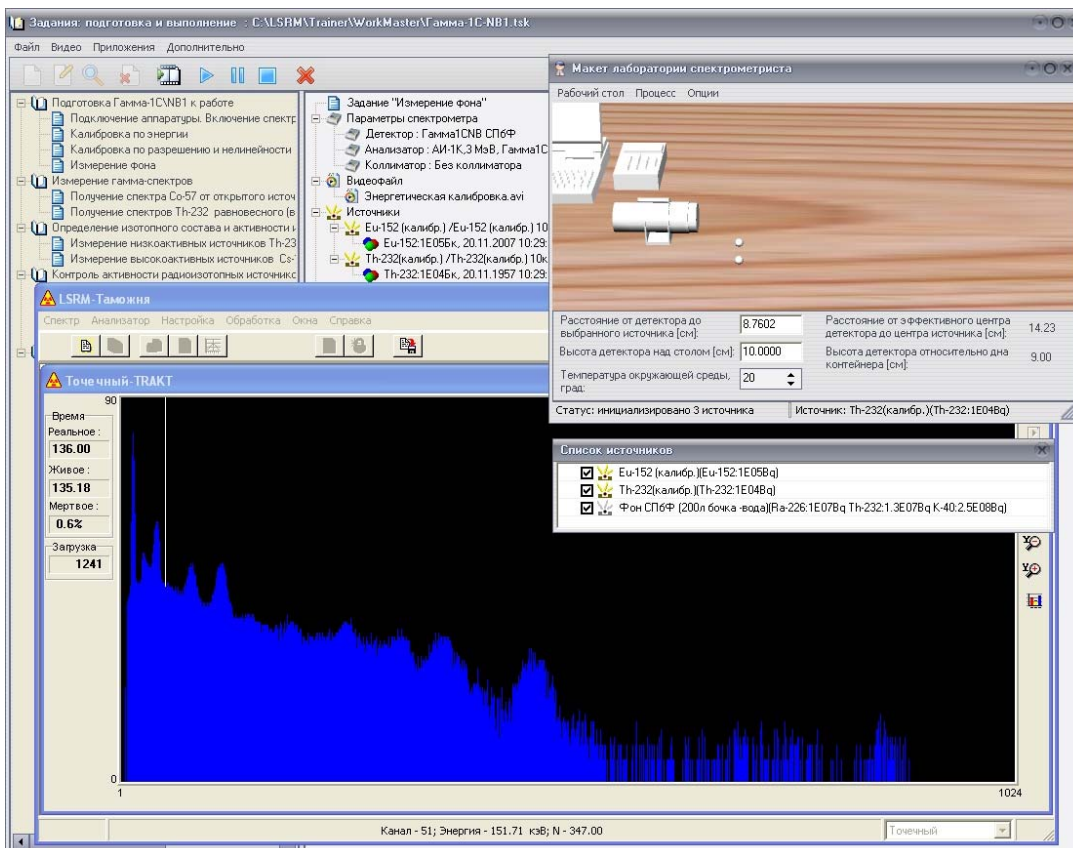 Задания: подготовка и выполнение : C:\LSRM\Trainer\WorkMaster\Гамма-1С-NB1.tsk
Файл Видео Приложения Дополнительно
Подготовка Гамма-1С\NB1 к работе
Подключение аппаратуры. Включение спектр
Калибровка по энергии
Калибровка по разрешению и нелинейности
Измерение фона
Измерение гамма-спектров
Получение спектра Co-57 от открытого источ
Получение спектров Th-232 равновесного (в
Определение изотопного состава и активности и
Измерение низкоактивных источников Th-23
Измерение высокоактивных источников Cs-
Контроль активности радиоизотопных источникс
Задание "Измерение фона"
Параметры спектрометра
Детектор : Гамма1CNB СПбФ
Анализатор : АИ-1К,3 МэВ, Гамма1С
Коллиматор : Без коллиматора
Видеофайл
Энергетическая калибровка.avi
Источники
Eu-152 (калибр.) /Eu-152 (калибр.) 10
Eu-152:1E05Бк, 20.11.2007 10:29:
Th-232(калибр.) /Th-232(калибр.) 10к
Th-232:1E04Бк, 20.11.1957 10:29:
Макет лаборатории спектрометриста
Рабочий стол Процесс Опции
Расстояние от детектора до выбранного источника [см]: 8.7602
Расстояние от эффективного центра детектора до центра источника [см]: 14.23
Высота детектора над столом [см]: 10.0000
Высота детектора относительно дна контейнера [см]: 9.00
Температура окружающей среды, град: 20
Статус: инициализировано 3 источника
Источник: Th-232(калибр.)(Th-232:1E04Bq)
Список источников
Eu-152 (калибр.)(Eu-152:1E05Bq)
Th-232(калибр.)(Th-232:1E04Bq)
Фон СПбФ (200л бочка -вода)(Ra-226:1E07Bq Th-232:1.3E07Bq K-40:2.5E08Bq)
LSRM-Таможня
Спектр Анализатор Настройка Обработка Окна Справка
Точечный-TRAKT
Время
Реальное :
136.00
Живое :
135.18
Мертвое :
0.6%
Загрузка
1241
90
0
1
1024
Канал - 51; Энергия - 151.71 кэВ; N - 347.00
Точечный